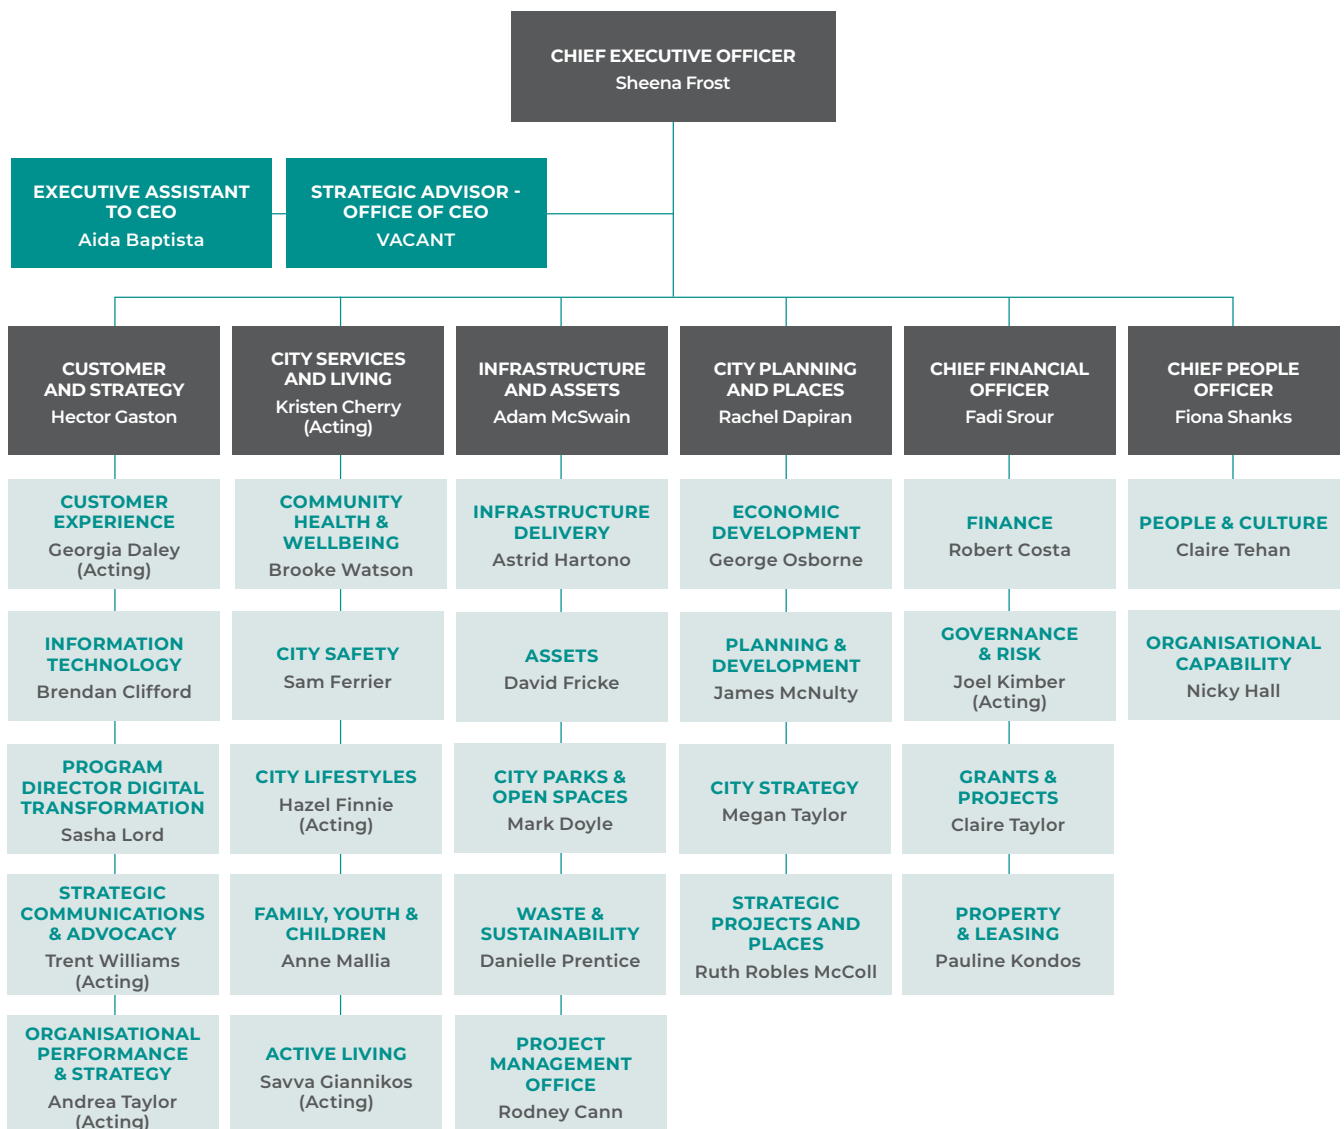 CHIEF EXECUTIVE OFFICER
Sheena Frost
EXECUTIVE ASSISTANT
TO CEO
Aida Baptista
STRATEGIC ADVISOR -
OFFICE OF CEO
VACANT
CUSTOMER
AND STRATEGY
Hector Gaston
CITY SERVICES
AND LIVING
Kristen Cherry
(Acting)
INFRASTRUCTURE
AND ASSETS
Adam McSwain
CITY PLANNING
AND PLACES
Rachel Dapiran
CHIEF FINANCIAL
OFFICER
Fadi Srour
CHIEF PEOPLE
OFFICER
Fiona Shanks
CUSTOMER
EXPERIENCE
Georgia Daley
(Acting)
COMMUNITY
HEALTH &
WELLBEING
Brooke Watson
INFRASTRUCTURE
DELIVERY
Astrid Hartono
ECONOMIC
DEVELOPMENT
George Osborne
FINANCE
Robert Costa
PEOPLE & CULTURE
Claire Tehan
INFORMATION
TECHNOLOGY
Brendan Clifford
CITY SAFETY
Sam Ferrier
ASSETS
David Fricke
PLANNING &
DEVELOPMENT
James McNulty
GOVERNANCE
& RISK
Joel Kimber
(Acting)
ORGANISATIONAL
CAPABILITY
Nicky Hall
PROGRAM
DIRECTOR DIGITAL
TRANSFORMATION
Sasha Lord
CITY LIFESTYLES
Hazel Finnie
(Acting)
CITY PARKS &
OPEN SPACES
Mark Doyle
CITY STRATEGY
Megan Taylor
GRANTS &
PROJECTS
Claire Taylor
STRATEGIC
COMMUNICATIONS
& ADVOCACY
Trent Williams
(Acting)
FAMILY, YOUTH &
CHILDREN
Anne Mallia
WASTE &
SUSTAINABILITY
Danielle Prentice
STRATEGIC
PROJECTS AND
PLACES
Ruth Robles McColl
PROPERTY
& LEASING
Pauline Kondos
ORGANISATIONAL
PERFORMANCE
& STRATEGY
Andrea Taylor
(Acting)
ACTIVE LIVING
Savva Giannikos
(Acting)
PROJECT
MANAGEMENT
OFFICE
Rodney Cann